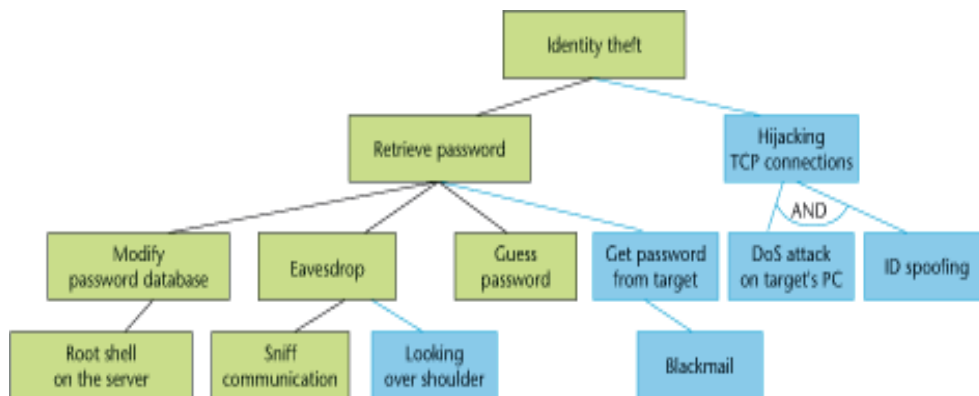 Identity theft
Retrieve password
Hijacking
TCP connections
AND
Modify
password database
Eavesdrop
Guess
password
Get password
from target
DoS attack
on target's PC
ID spoofing
Root shell
on the server
Sniff
communication
Looking
over shoulder
Blackmail